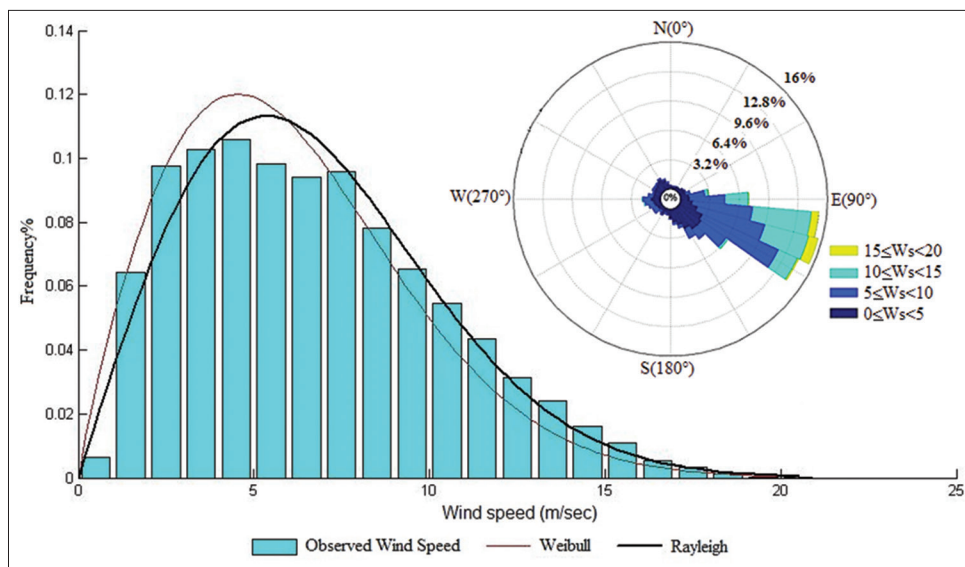 0.14
0.12
0.1
0.08
0.06
0.04
0.02
0
Frequency%
0
5
10
15
20
25
Wind speed (m/sec)
N(0°)
16%
12.8%
9.6%
6.4%
3.2%
0%
W(270°)
E(90°)
S(180°)
15≤Ws<20
10≤Ws<15
5≤Ws<10
0≤Ws<5
Observed Wind Speed
Weibull
Rayleigh